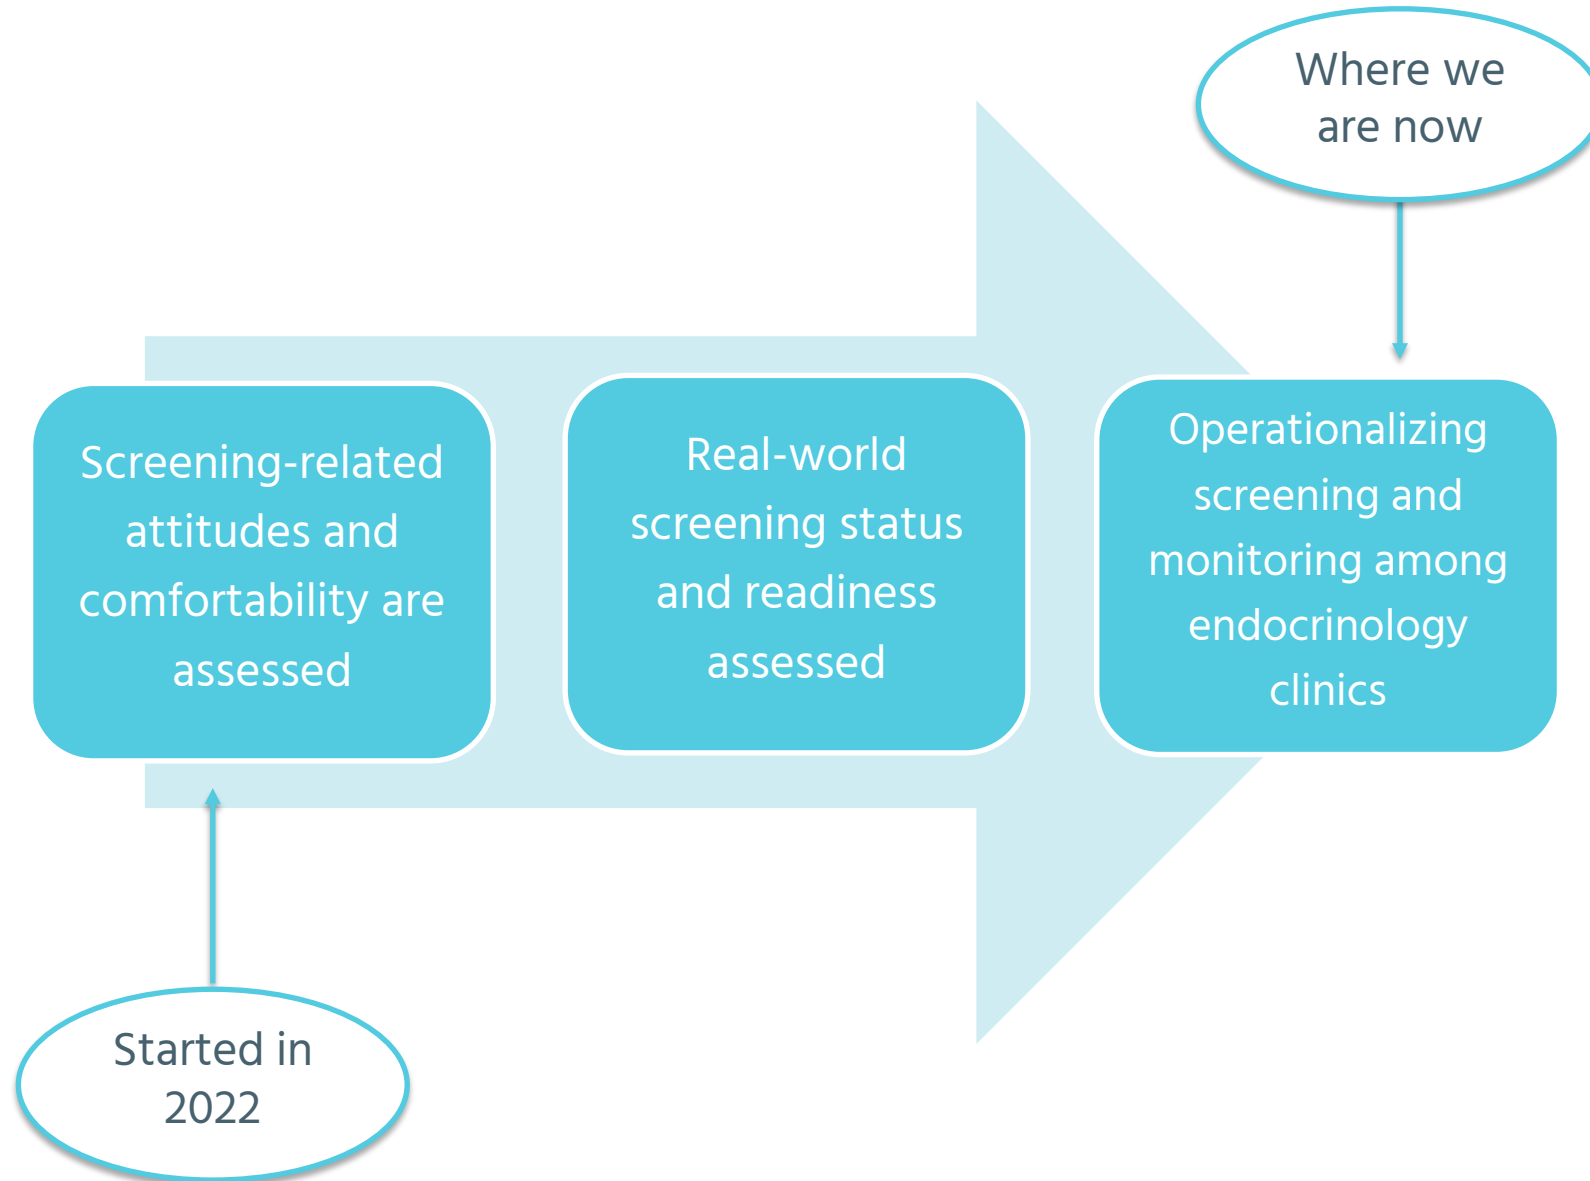 Where we
are now
Screening-related
attitudes and
comfortability are
assessed
Real-world
screening status
and readiness
assessed
Operationalizing
screening and
monitoring among
endocrinology
clinics
Started in
2022